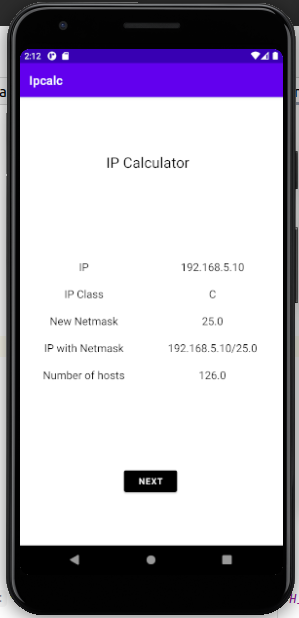 2:12
Ipcalc
IP Calculator
IP 192.168.5.10
IP Class C
New Netmask 25.0
IP with Netmask 192.168.5.10/25.0
Number of hosts 126.0
NEXT